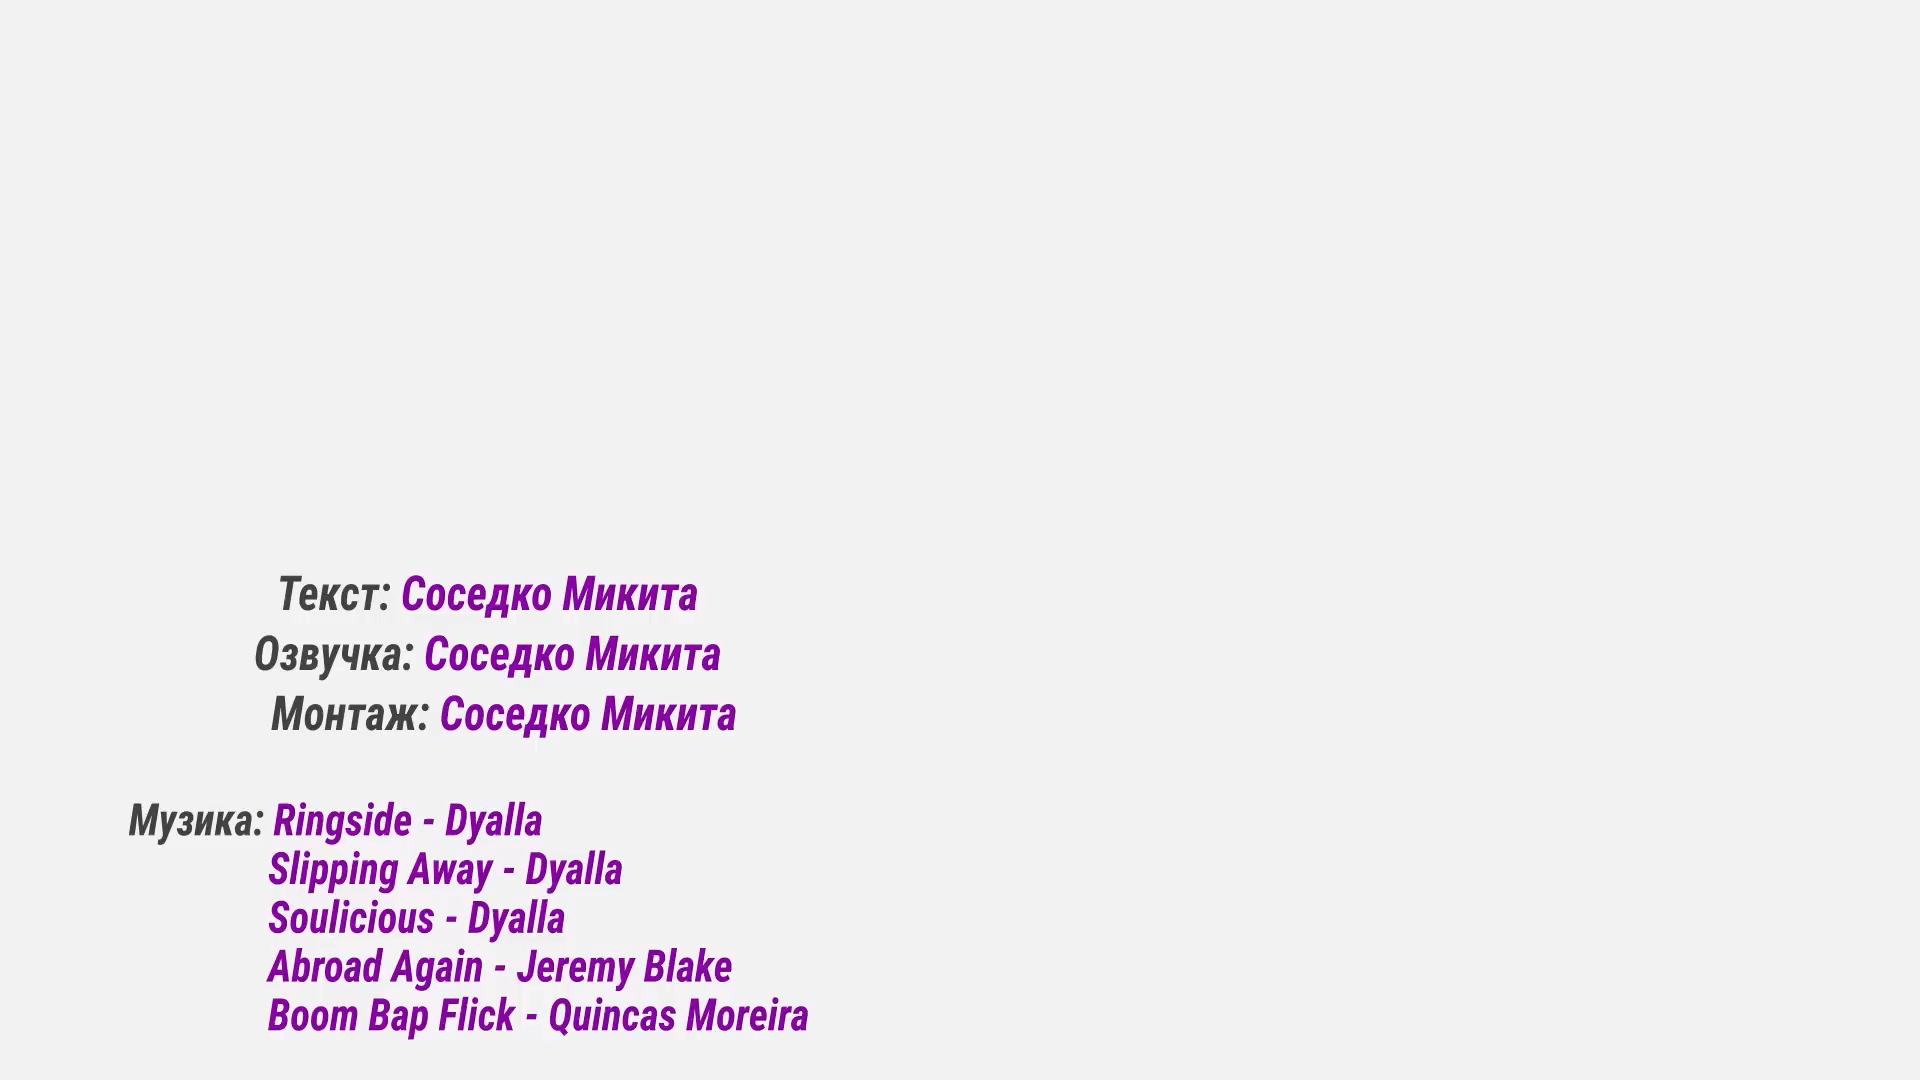 Текст: Соседко Микита
Озвучка: Соседко Микита
Монтаж: Соседко Микита
Музика: Ringside - Dyalla
Slipping Away - Dyalla
Soulicious - Dyalla
Abroad Again - Jeremy Blake
Boom Bap Flick - Quincas Moreira